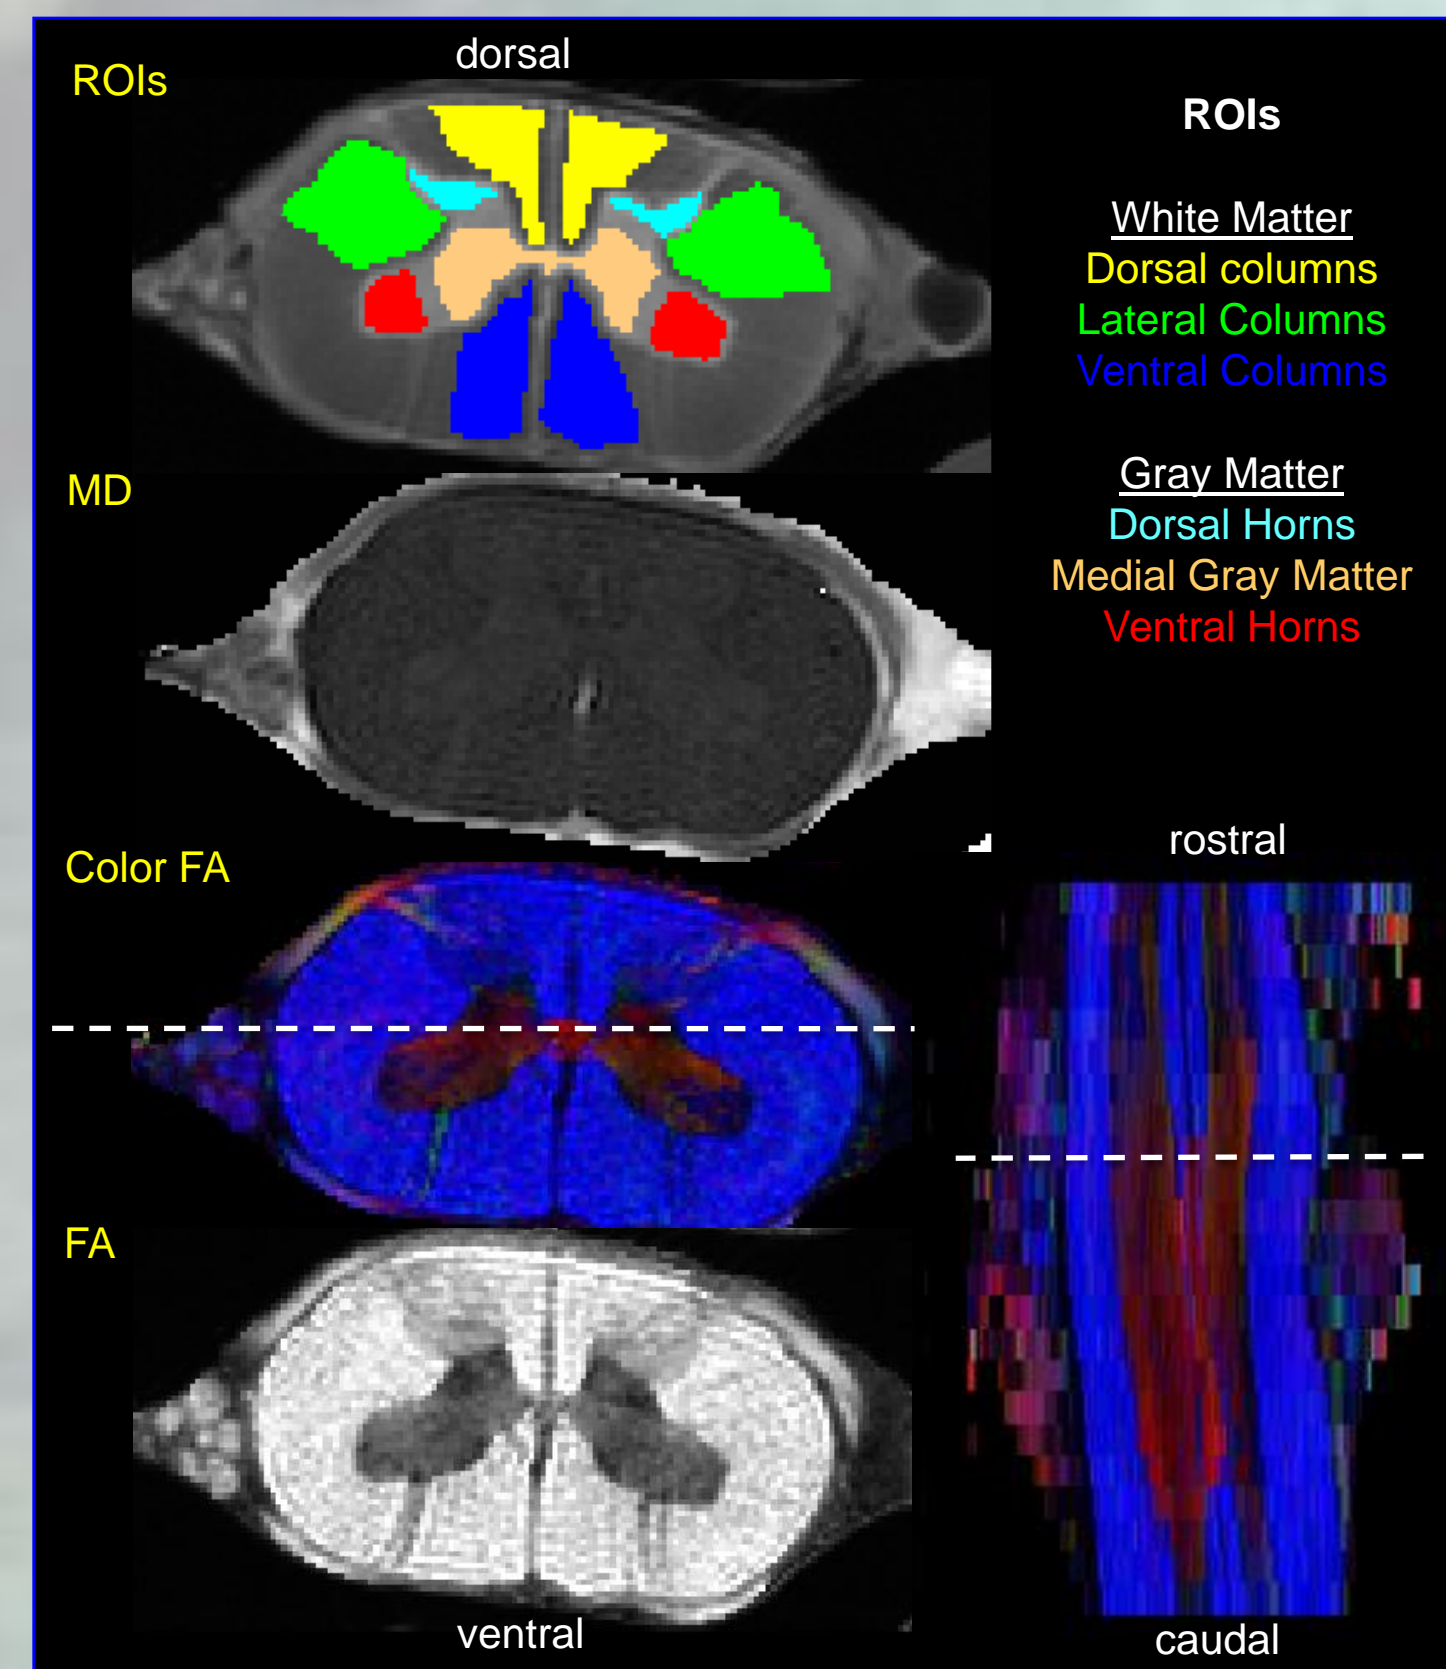 dorsal
ROIs
ROIs
White Matter
Dorsal columns
Lateral Columns
Ventral Columns
Gray Matter
Dorsal Horns
Medial Gray Matter
Ventral Horns
MD
Color FA
rostral
FA
ventral
caudal